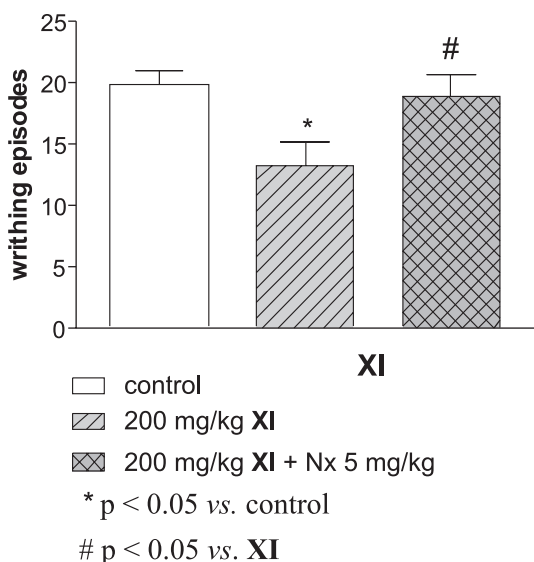 writhing episodes
25
20
15
10
5
0
*
#
XI
control
200 mg/kg XI
200 mg/kg XI + Nx 5 mg/kg
* p < 0.05 vs. control
# p < 0.05 vs. XI